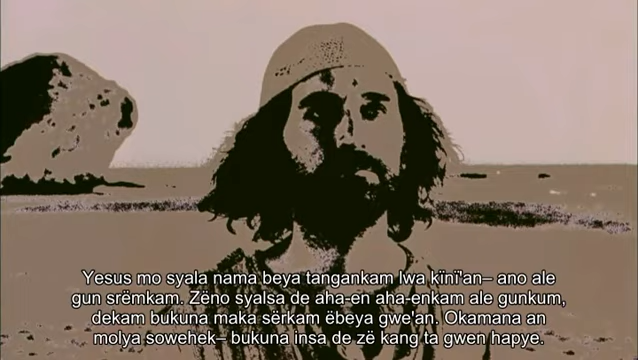 Yesus mo syala nama beya tangankam lwa kïnï'an– ano ale
gun srëmkam. Zëno syalsa de aha-en aha-enkam ale gunkum,
dekam bukuna maka sërkam ëbeya gwe'an. Okamana an
molya sowehek– bukuna insa de zë kang ta gwen hapye.